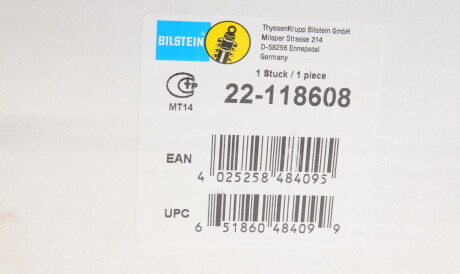 BILSTEIN
ThyssenKrupp Bilstein GmbH
Milsper Strasse 214
D-58256 Ennepetal
Germany
1 Stuck / 1 piece
MT14
22-118608
EAN
4 025258 484095
UPC
6 51860 48409 9